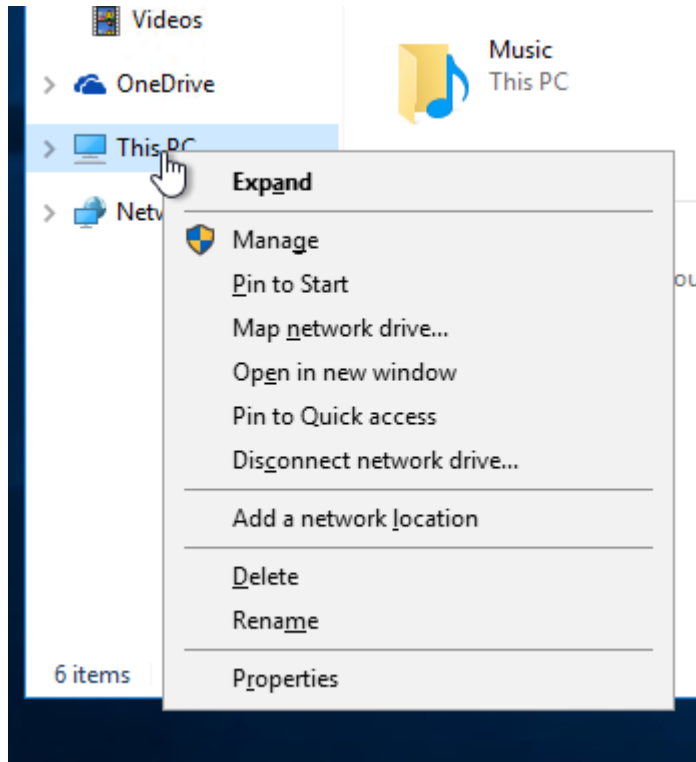 Videos
Music
This PC
OneDrive
This PC
Expand
Manage
Pin to Start
Map network drive...
Open in new window
Pin to Quick access
Disconnect network drive...
Add a network location
Delete
Rename
6 items
Properties